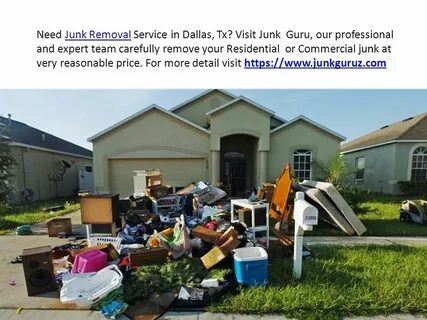 Need Junk Removal Service in Dallas, Tx? Visit Junk Guru, our professional
and expert team carefully remove your Residential or Commercial junk at
very reasonable price. For more detail visit https://www.junkguruz.com